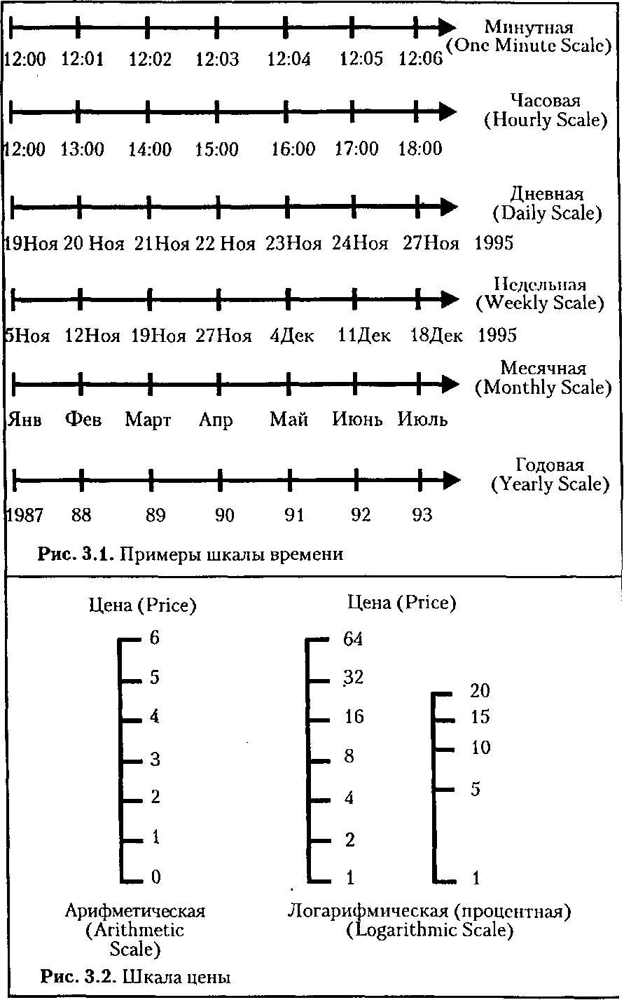 Минутная
(One Minute Scale)
12:00 12:01 12:02 12:03 12:04 12:05 12:06
Часовая
(Hourly Scale)
12:00 13:00 14:00 15:00 16:00 17:00 18:00
Дневная
(Daily Scale)
19Ноя 20 Ноя 21Ноя 22 Ноя 23Ноя 24Ноя 27Ноя 1995
Недельная
(Weekly Scale)
5Ноя 12Ноя 19Ноя 27Ноя 4Дек 11Дек 18Дек 1995
Месячная
(Monthly Scale)
Янв Фев Март Апр Май Июнь Июль
Годовая
(Yearly Scale)
1987 88 89 90 91 92 93
Рис. 3.1. Примеры шкалы времени
Цена (Price)
6
5
4
3
2
1
0
Арифметическая
(Arithmetic
Scale)
Цена (Price)
64
32
16
8
4
2
1
20
15
10
5
1
Логарифмическая (процентная)
(Logarithmic Scale)
Рис. 3.2. Шкала цены